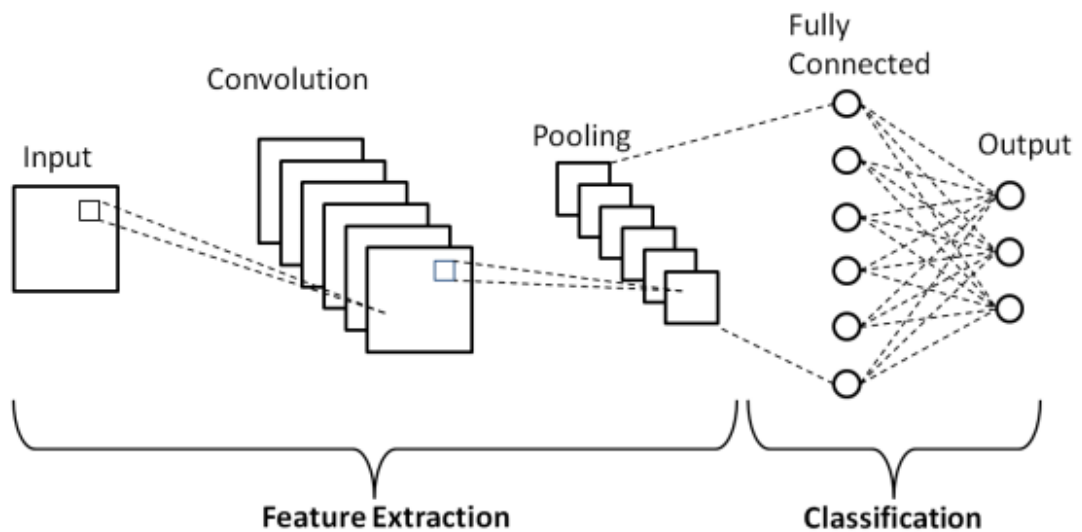 Fully
Connected
Convolution
Pooling
Output
Input
Feature Extraction
Classification